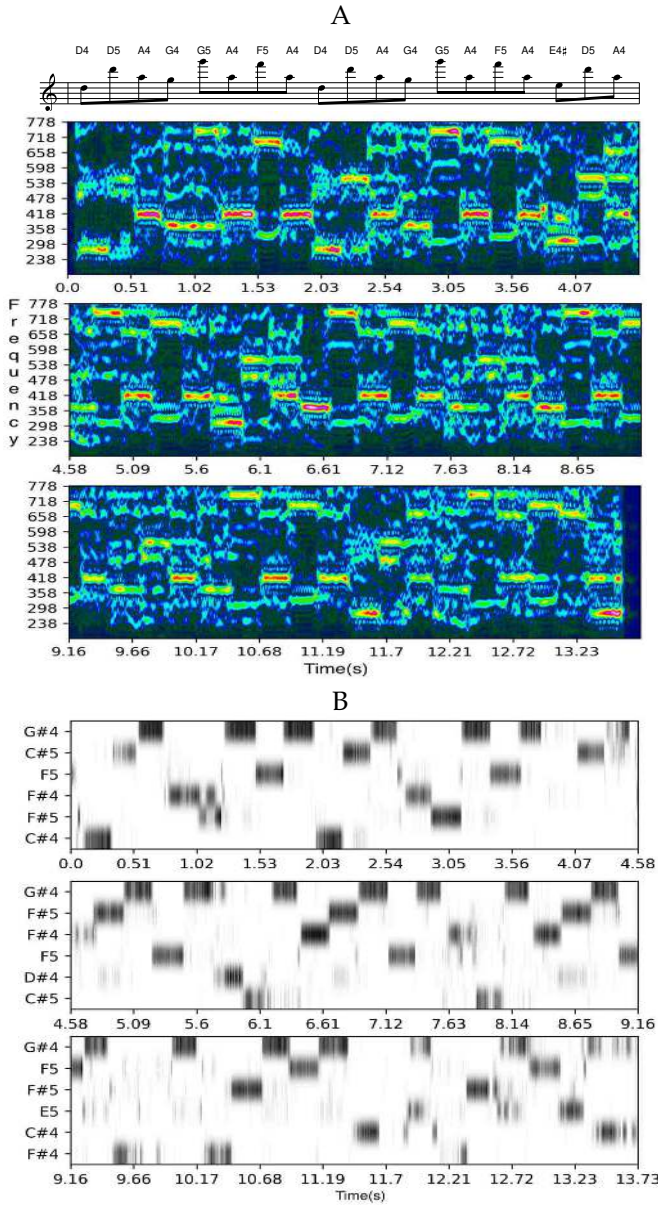 A
D4 D5 A4 G4 G5 A4 F5 A4 D4 D5 A4 G4 G5 A4 F5 A4 E4♯ D5 A4
778
718
658
598
538
478
418
358
298
238
0.0 0.51 1.02 1.53 2.03 2.54 3.05 3.56 4.07
Frequency
778
718
658
598
538
478
418
358
298
238
4.58 5.09 5.6 6.1 6.61 7.12 7.63 8.14 8.65
778
718
658
598
538
478
418
358
298
238
9.16 9.66 10.17 10.68 11.19 11.7 12.21 12.72 13.23
Time(s)
B
G#4
C#5
F5
F#4
F#5
C#4
0.0 0.51 1.02 1.53 2.03 2.54 3.05 3.56 4.07 4.58
G#4
F#5
F#4
F5
D#4
C#5
4.58 5.09 5.6 6.1 6.61 7.12 7.63 8.14 8.65 9.16
G#4
F5
F#5
E5
C#4
F#4
9.16 9.66 10.17 10.68 11.19 11.7 12.21 12.72 13.23 13.73
Time(s)